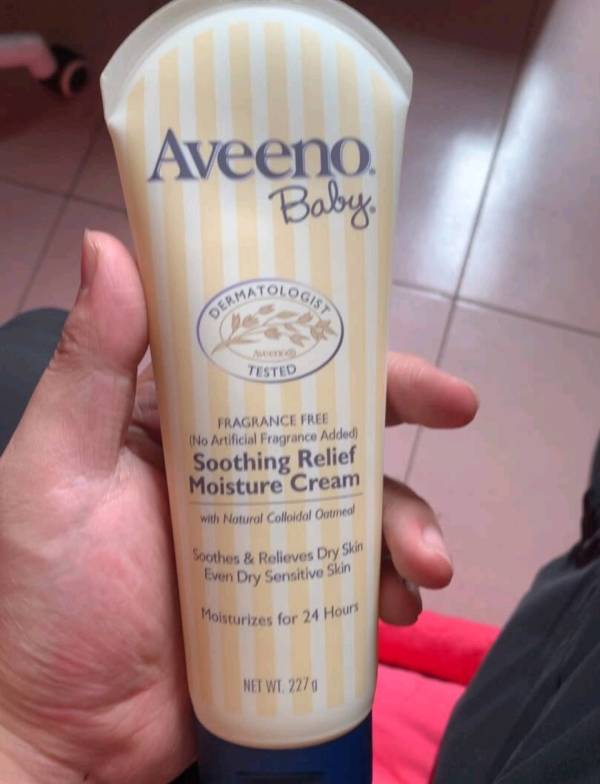 Aveeno.
Baby.
DERMATOLOGIST
Aveeno
TESTED
FRAGRANCE FREE
(No Artificial Fragrance Added)
Soothing Relief
Moisture Cream
with Natural Colloidal Oatmeal
Soothes & Relieves Dry Skin
Even Dry Sensitive Skin
Moisturizes for 24 Hours
NET WT. 227 g